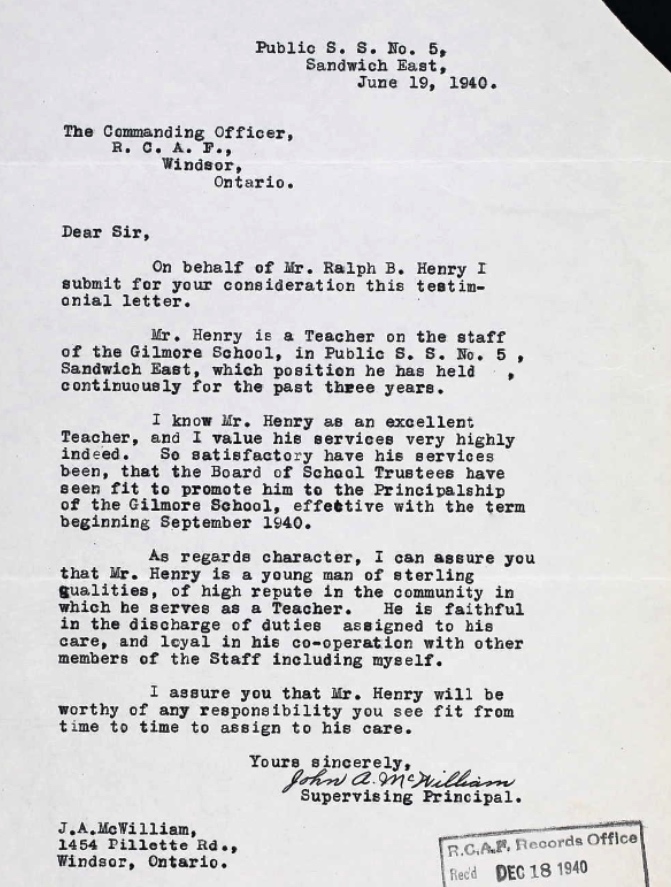 Public S. S. No. 5,
Sandwich East,
June 19, 1940.
The Commanding Officer,
R. C. A. F.,
Windsor,
Ontario.
Dear Sir,
On behalf of Mr. Ralph B. Henry I
submit for your consideration this testim-
onial letter.
Mr. Henry is a Teacher on the staff
of the Gilmore School, in Public S. S. No. 5 ,
Sandwich East, which position he has held ,
continuously for the past three years.
I know Mr. Henry as an excellent
Teacher, and I value his services very highly
indeed. So satisfactory have his services
been, that the Board of School Trustees have
seen fit to promote him to the Principalship
of the Gilmore School, effective with the term
beginning September 1940.
As regards character, I can assure you
that Mr. Henry is a young man of sterling
qualities, of high repute in the community in
which he serves as a Teacher. He is faithful
in the discharge of duties assigned to his
care, and loyal in his co-operation with other
members of the Staff including myself.
I assure you that Mr. Henry will be
worthy of any responsibility you see fit from
time to time to assign to his care.
Yours sincerely,
John A. McWilliam
Supervising Principal.
J.A.McWilliam,
1454 Pillette Rd.,
Windsor, Ontario.
R.C.A.F. Records Office
Rec'd DEC 18 1940